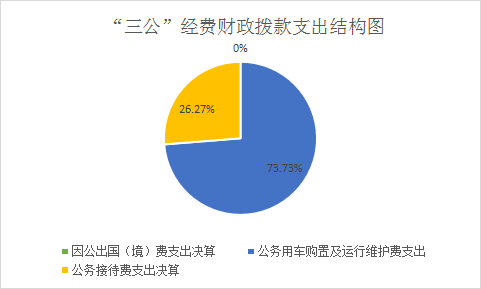 “三公”经费财政拨款支出结构图
0%
26.27%
73.73%
因公出国（境）费支出决算
公务用车购置及运行维护费支出
公务接待费支出决算